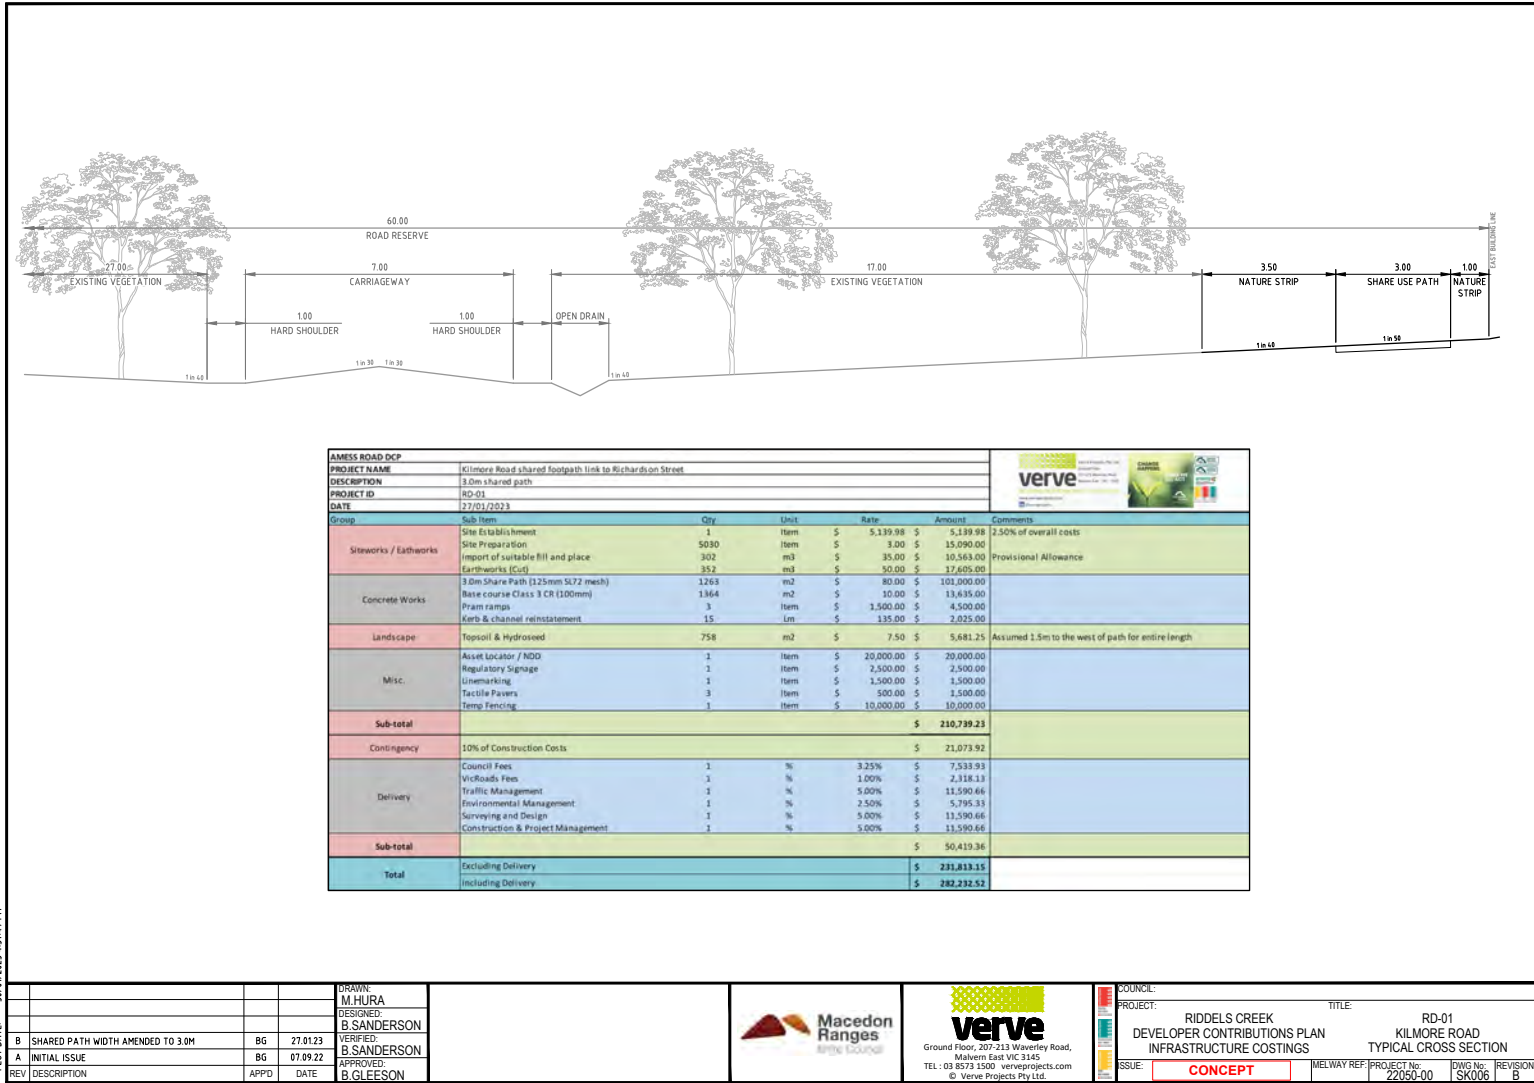 60.00
ROAD RESERVE
27.00
EXISTING VEGETATION
7.00
CARRIAGEWAY
17.00
EXISTING VEGETATION
3.50
NATURE STRIP
3.00
SHARE USE PATH
1.00
NATURE
STRIP
EAST BUILDING LINE
1.00
HARD SHOULDER
1.00
HARD SHOULDER
OPEN DRAIN
1 in 40
1 in 30 1 in 30
1 in 40
1 in 40
1 in 50
AMESS ROAD DCP
PROJECT NAME Kilmore Road shared footpath link to Richardson Street
DESCRIPTION 3.0m shared path
PROJECT ID RD-01
DATE 27/01/2023
verve
Group Sub Item Qty Unit Rate Amount Comments
Siteworks / Eathworks
Site Establishment 1 Item $ 5,139.98 $ 5,139.98 2.50% of overall costs
Site Preparation 5030 Item $ 3.00 $ 15,090.00
Import of suitable fill and place 302 m3 $ 35.00 $ 10,563.00 Provisional Allowance
Earthworks (Cut) 352 m3 $ 50.00 $ 17,605.00
Concrete Works
3.0m Share Path (125mm SL72 mesh) 1263 m2 $ 80.00 $ 101,000.00
Base course Class 3 CR (100mm) 1364 m2 $ 10.00 $ 13,635.00
Pram ramps 3 Item $ 1,500.00 $ 4,500.00
Kerb & channel reinstatement 15 Lm $ 135.00 $ 2,025.00
Landscape Topsoil & Hydroseed 758 m2 $ 7.50 $ 5,681.25 Assumed 1.5m to the west of path for entire length
Misc.
Asset Locator / NDD 1 Item $ 20,000.00 $ 20,000.00
Regulatory Signage 1 Item $ 2,500.00 $ 2,500.00
Linemarking 1 Item $ 1,500.00 $ 1,500.00
Tactile Pavers 3 Item $ 500.00 $ 1,500.00
Temp Fencing 1 Item $ 10,000.00 $ 10,000.00
Sub-total $ 210,739.23
Contingency 10% of Construction Costs $ 21,073.92
Delivery
Council Fees 1 % 3.25% $ 7,533.93
VicRoads Fees 1 % 1.00% $ 2,318.13
Traffic Management 1 % 5.00% $ 11,590.66
Environmental Management 1 % 2.50% $ 5,795.33
Surveying and Design 1 % 5.00% $ 11,590.66
Construction & Project Management 1 % 5.00% $ 11,590.66
Sub-total $ 50,419.36
Total
Excluding Delivery $ 231,813.15
Including Delivery $ 282,232.52
B SHARED PATH WIDTH AMENDED TO 3.0M BG 27.01.23
A INITIAL ISSUE BG 07.09.22
REV DESCRIPTION APP'D DATE
DRAWN:
M.HURA
DESIGNED:
B.SANDERSON
VERIFIED:
B.SANDERSON
APPROVED:
B.GLEESON
Macedon
Ranges
Shire Council
verve
Ground Floor, 207-213 Waverley Road,
Malvern East VIC 3145
TEL : 03 8573 1500 verveprojects.com
© Verve Projects Pty Ltd.
COUNCIL:
PROJECT:
RIDDELS CREEK
DEVELOPER CONTRIBUTIONS PLAN
INFRASTRUCTURE COSTINGS
TITLE:
RD-01
KILMORE ROAD
TYPICAL CROSS SECTION
ISSUE: CONCEPT
MELWAY REF:
PROJECT No:
22050-00
DWG No:
SK006
REVISION
B